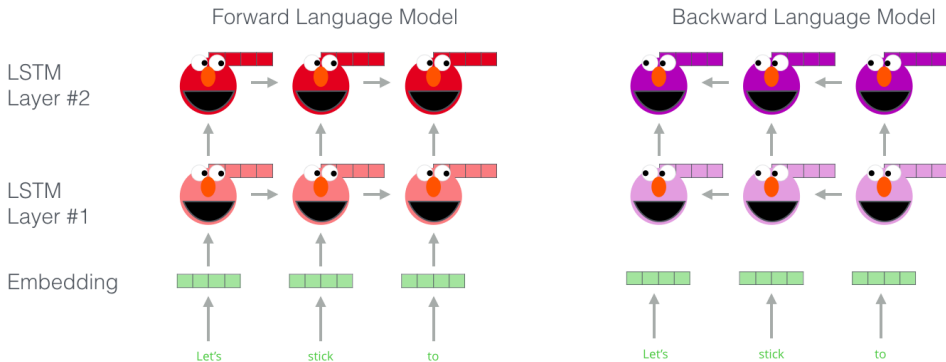 Forward Language Model
Backward Language Model
LSTM
Layer #2
LSTM
Layer #1
Embedding
Let's
stick
to
Let's
stick
to